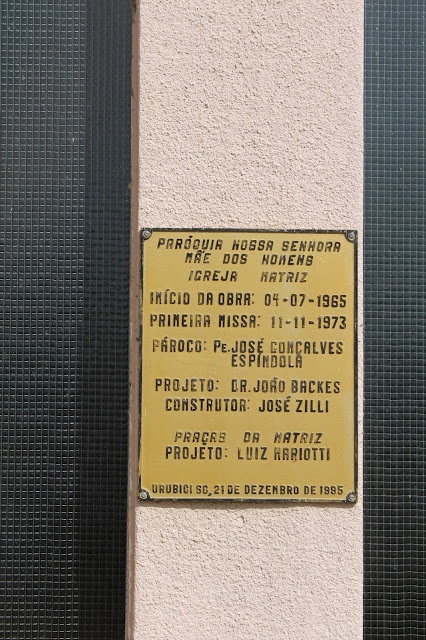 PARÓQUIA NOSSA SENHORA
MÃE DOS HOMENS
IGREJA MATRIZ
INÍCIO DA OBRA: 04-07-1965
PRIMEIRA MISSA: 11-11-1973
PÁROCO: PE.JOSÉ GONÇALVES
ESPÍNDOLA
PROJETO: DR.JOÃO BACKES
CONSTRUTOR: JOSÉ ZILLI
PRAÇAS DA MATRIZ
PROJETO: LUIZ MARIOTTI
URUBICI SC, 21 DE DEZEMBRO DE 1995